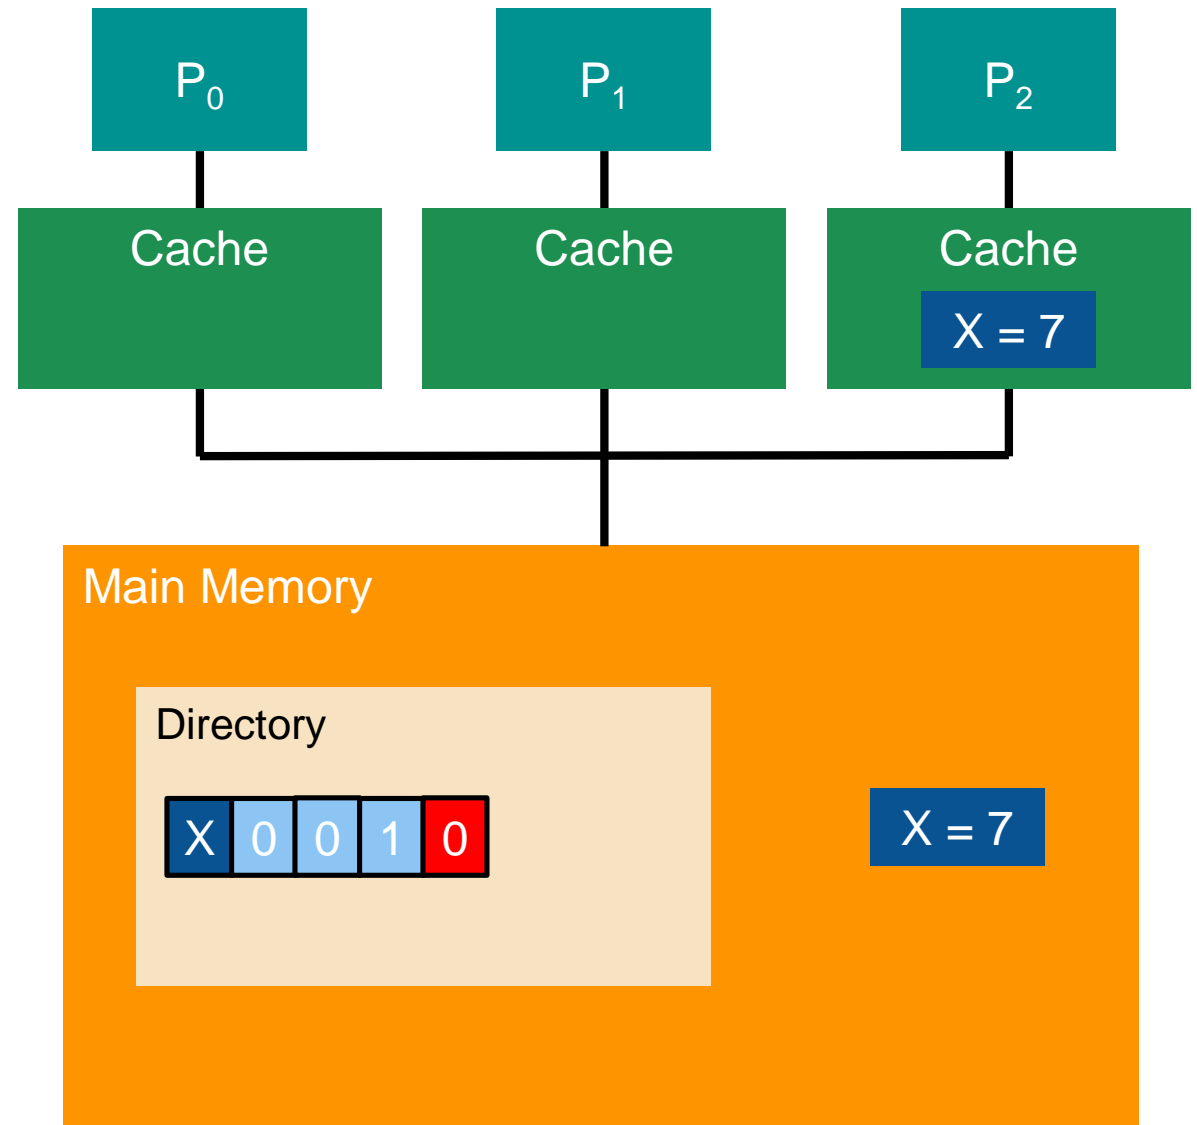 P₀ P₁ P₂
Cache Cache Cache
X = 7
Main Memory
Directory
X 0 0 1 0
X = 7